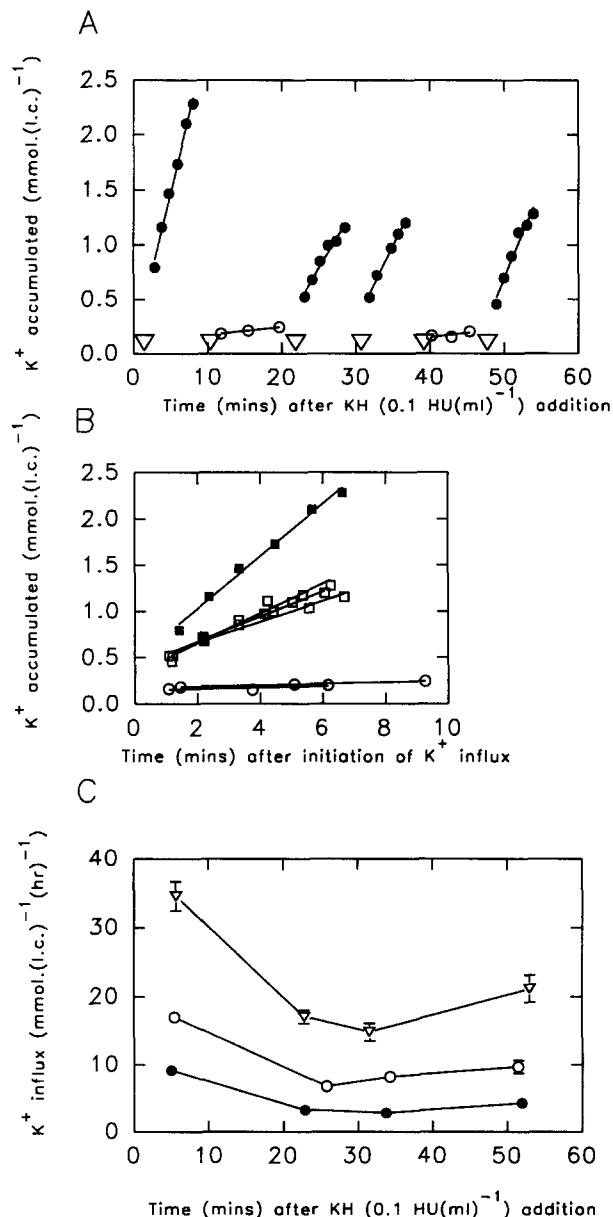 A
K⁺ accumulated (mmol.(l.c.)⁻¹)
2.5
2.0
1.5
1.0
0.5
0.0
0 10 20 30 40 50 60
Time (mins) after KH (0.1 HU(ml)⁻¹) addition
B
K⁺ accumulated (mmol.(l.c.)⁻¹)
2.5
2.0
1.5
1.0
0.5
0.0
0 2 4 6 8 10
Time (mins) after initiation of K⁺ influx
C
K⁺ influx (mmol.(l.c.)⁻¹(hr)⁻¹)
40
30
20
10
0
0 10 20 30 40 50 60
Time (mins) after KH (0.1 HU(ml)⁻¹) addition